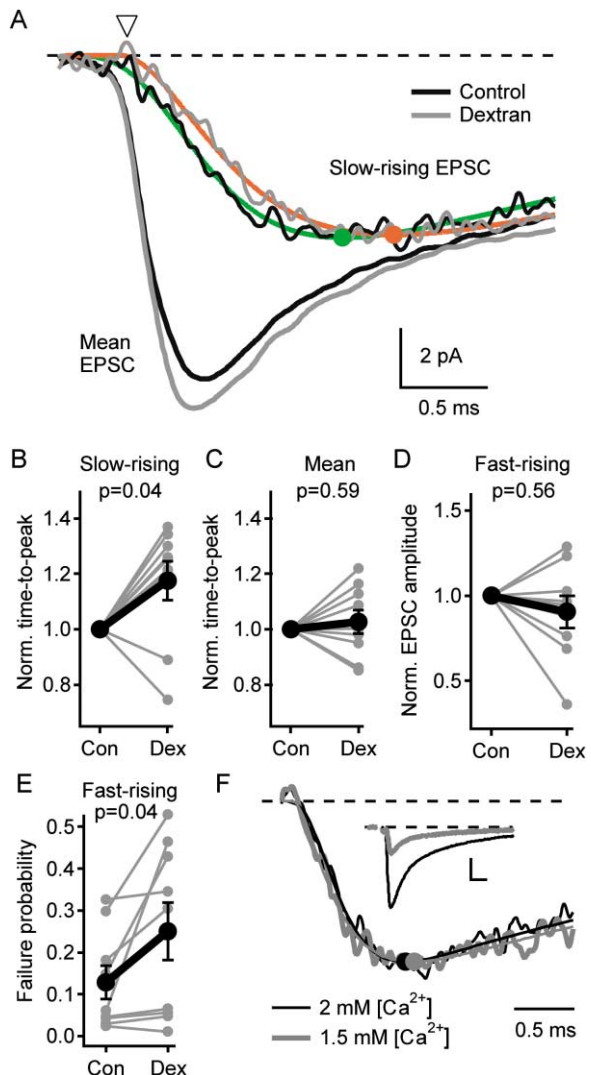 A
Control
Dextran
Slow-rising EPSC
Mean
EPSC
2 pA
0.5 ms
B
Slow-rising
p=0.04
Norm. time-to-peak
1.4
1.2
1.0
0.8
Con
Dex
C
Mean
p=0.59
Norm. time-to-peak
1.4
1.2
1.0
0.8
Con
Dex
D
Fast-rising
p=0.56
Norm. EPSC amplitude
1.5
1.0
0.5
Con
Dex
E
Fast-rising
p=0.04
Failure probability
0.5
0.4
0.3
0.2
0.1
0.0
Con
Dex
F
2 mM [Ca²⁺]
1.5 mM [Ca²⁺]
0.5 ms